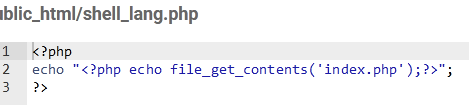 ublic_html/shell_lang.php
1 <?php
2 echo "<?php echo file_get_contents('index.php');?>";
3 ?>